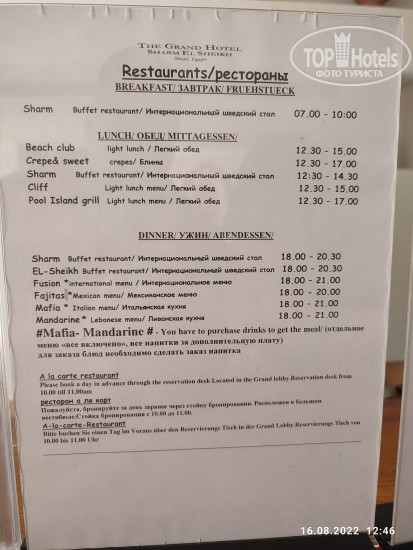 TOP Hotels
ФОТО ТУРИСТА
THE GRAND HOTEL
SHARM EL SHEIKH
Sinai, Egypt
Restaurants/рестораны
BREAKFAST/ ЗАВТРАК/ FRUEHSTUECK
Sharm Buffet restaurant/ Интернациональный шведский стол 07.00 - 10:00
LUNCH/ ОБЕД/ MITTAGESSEN/
Beach club light lunch / Легкий обед 12.30 - 15.00
Crepe& sweet crepes/ Блины 12.30 - 17.00
Sharm Buffet restaurant/ Интернациональный шведский стол 12:30 - 14.30
Cliff Light lunch menu/ Легкий обед 12.30 - 15.00
Pool Island grill Light lunch menu / Легкий обед 12.30 - 17.00
DINNER/ УЖИН/ ABENDESSEN/
Sharm Buffet restaurant/ Интернациональный шведский стол 18.00 - 20.30
EL-Sheikh Buffet restaurant/ Интернациональный шведский стол 18.00 - 20.30
Fusion *international menu / Интернациональное меню 18.00 - 21.00
Fajitas *Mexican menu/ Мексиканское меню 18.00 - 21.00
Mafia * Italian menu/ Итальянская кухня 18.00 - 21.00
Mandarine * Lebanese menu/ Ливанская кухня 18.00 - 21.00
#Mafia- Mandarine # - You have to purchase drinks to get the meal/ (отдельное
меню «все включено», все напитки за дополнительную плату)
для заказа блюд необходимо сделать заказ напитка
A la carte restaurant
Please book a day in advance through the reservation desk Located in the Grand lobby.Reservation desk from
10.00 till 11.00am
ресторан а ля карт
Пожалуйста, бронируйте за день заранее через стойку бронирования. Расположен в большом
вестибюле.Стойка бронирования с 10.00 до 11.00.
A-la-carte-Restaurant
Bitte buchen Sie einen Tag im Voraus über den Reservierungs Tisch in der Grand Lobby.Reservierungs Tisch von
10.00 bis 11.00 Uhr
16.08.2022 12:46